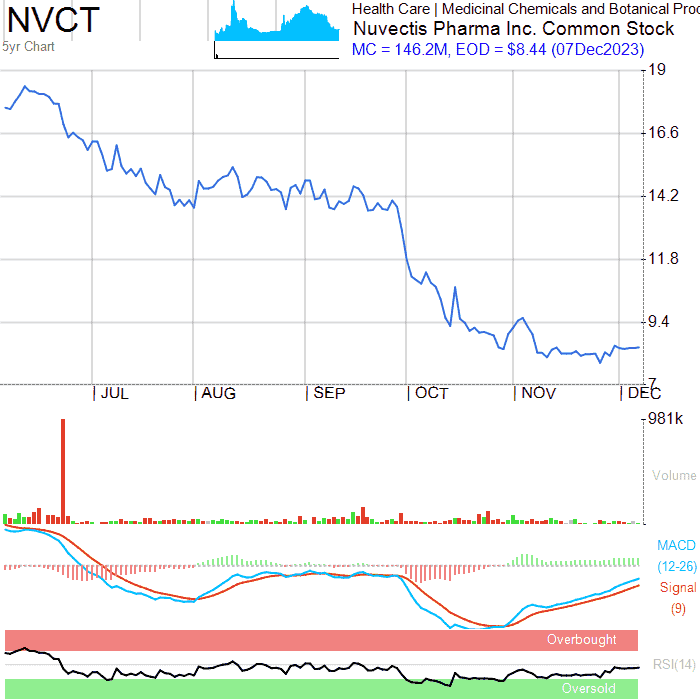 NVCT
5yr Chart
Health Care | Medicinal Chemicals and Botanical Proc
Nuvectis Pharma Inc. Common Stock
MC = 146.2M, EOD = $8.44 (07Dec2023)
19
16.6
14.2
11.8
9.4
7
JUL AUG SEP OCT NOV DEC
981k
Volume
MACD
(12-26)
Signal
(9)
Overbought
RSI(14)
Oversold